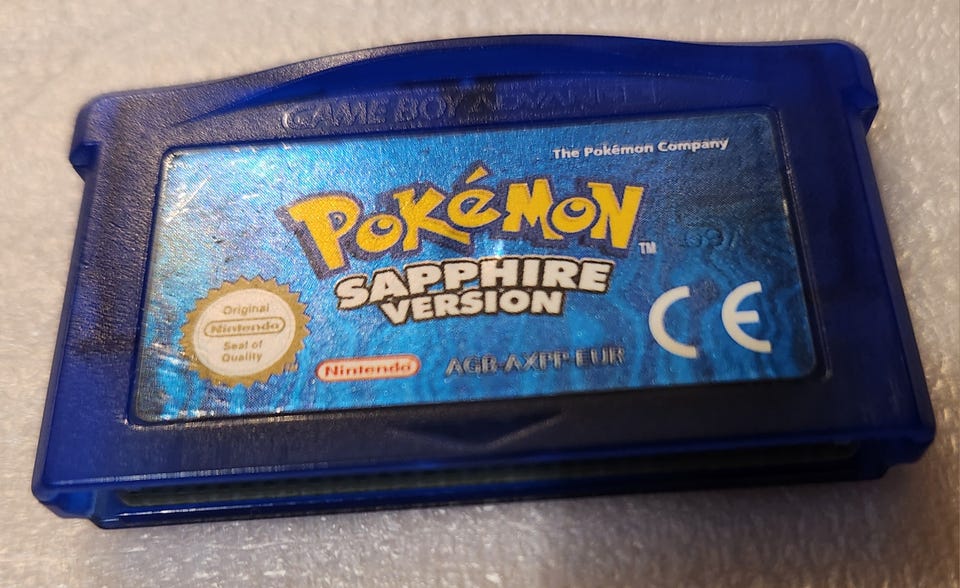 GAME BOY ADVANCE
The Pokémon Company
POKéMON
TM
SAPPHIRE
VERSION
Original
Nintendo
Seal of
Quality
CE
Nintendo
AGB-AXPP-EUR